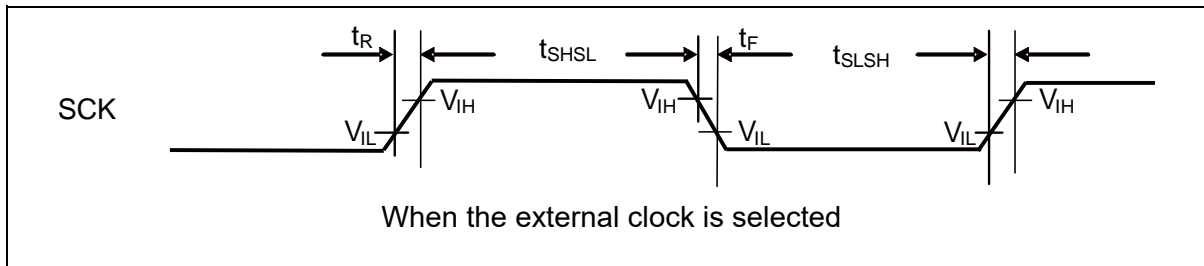 tR tSHSL tF tSLSH
SCK
VIH VIH VIH
VIL VIL VIL
When the external clock is selected